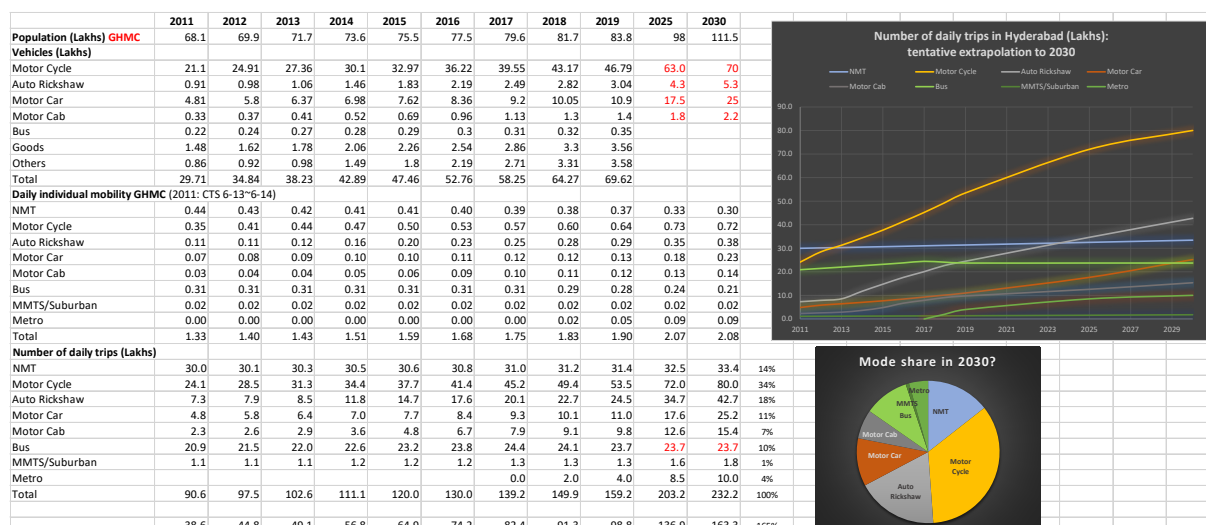 2011 2012 2013 2014 2015 2016 2017 2018 2019 2025 2030
Population (Lakhs) GHMC 68.1 69.9 71.7 73.6 75.5 77.5 79.6 81.7 83.8 98 111.5
Vehicles (Lakhs)
Motor Cycle 21.1 24.91 27.36 30.1 32.97 36.22 39.55 43.17 46.79 63.0 70
Auto Rickshaw 0.91 0.98 1.06 1.46 1.83 2.19 2.49 2.82 3.04 4.3 5.3
Motor Car 4.81 5.8 6.37 6.98 7.62 8.36 9.2 10.05 10.9 17.5 25
Motor Cab 0.33 0.37 0.41 0.52 0.69 0.96 1.13 1.3 1.4 1.8 2.2
Bus 0.22 0.24 0.27 0.28 0.29 0.3 0.31 0.32 0.35
Goods 1.48 1.62 1.78 2.06 2.26 2.54 2.86 3.3 3.56
Others 0.86 0.92 0.98 1.49 1.8 2.19 2.71 3.31 3.58
Total 29.71 34.84 38.23 42.89 47.46 52.76 58.25 64.27 69.62
Daily individual mobility GHMC (2011: CTS 6-13~6-14)
NMT 0.44 0.43 0.42 0.41 0.41 0.40 0.39 0.38 0.37 0.33 0.30
Motor Cycle 0.35 0.41 0.44 0.47 0.50 0.53 0.57 0.60 0.64 0.73 0.72
Auto Rickshaw 0.11 0.11 0.12 0.16 0.20 0.23 0.25 0.28 0.29 0.35 0.38
Motor Car 0.07 0.08 0.09 0.10 0.10 0.11 0.12 0.12 0.13 0.18 0.23
Motor Cab 0.03 0.04 0.04 0.05 0.06 0.09 0.10 0.11 0.12 0.13 0.14
Bus 0.31 0.31 0.31 0.31 0.31 0.31 0.31 0.29 0.28 0.24 0.21
MMTS/Suburban 0.02 0.02 0.02 0.02 0.02 0.02 0.02 0.02 0.02 0.02 0.02
Metro 0.00 0.00 0.00 0.00 0.00 0.00 0.00 0.02 0.05 0.09 0.09
Total 1.33 1.40 1.43 1.51 1.59 1.68 1.75 1.83 1.90 2.07 2.08
Number of daily trips (Lakhs)
NMT 30.0 30.1 30.3 30.5 30.6 30.8 31.0 31.2 31.4 32.5 33.4 14%
Motor Cycle 24.1 28.5 31.3 34.4 37.7 41.4 45.2 49.4 53.5 72.0 80.0 34%
Auto Rickshaw 7.3 7.9 8.5 11.8 14.7 17.6 20.1 22.7 24.5 34.7 42.7 18%
Motor Car 4.8 5.8 6.4 7.0 7.7 8.4 9.3 10.1 11.0 17.6 25.2 11%
Motor Cab 2.3 2.6 2.9 3.6 4.8 6.7 7.9 9.1 9.8 12.6 15.4 7%
Bus 20.9 21.5 22.0 22.6 23.2 23.8 24.4 24.1 23.7 23.7 23.7 10%
MMTS/Suburban 1.1 1.1 1.1 1.2 1.2 1.2 1.3 1.3 1.3 1.6 1.8 1%
Metro 0.0 2.0 4.0 8.5 10.0 4%
Total 90.6 97.5 102.6 111.1 120.0 130.0 139.2 149.9 159.2 203.2 232.2 100%
Number of daily trips in Hyderabad (Lakhs):
tentative extrapolation to 2030
NMT Motor Cycle Auto Rickshaw Motor Car
Motor Cab Bus MMTS/Suburban Metro
90.0
80.0
70.0
60.0
50.0
40.0
30.0
20.0
10.0
0.0
2011 2013 2015 2017 2019 2021 2023 2025 2027 2029
Mode share in 2030?
Metro
MMTS
NMT
Bus
Motor Cab
Motor Car
Motor
Cycle
Auto
Rickshaw